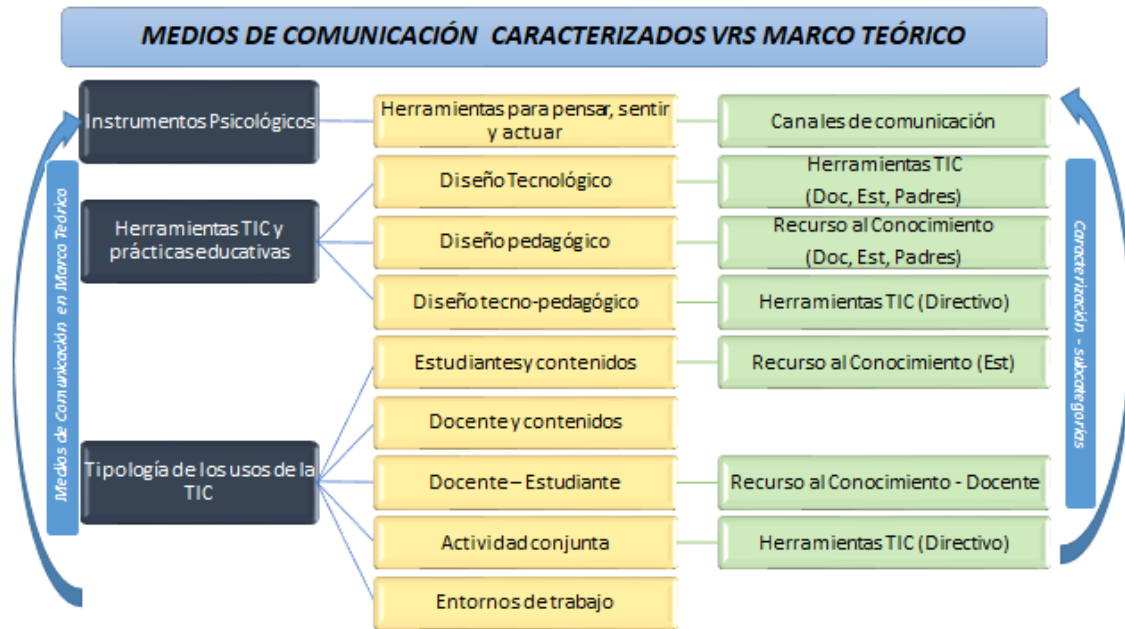 MEDIOS DE COMUNICACIÓN CARACTERIZADOS VRS MARCO TEÓRICO
Medios de Comunicación en Marco Teórico
Instrumentos Psicológicos
Herramientas para pensar, sentir
y actuar
Canales de comunicación
Herramientas TIC y
prácticas educativas
Diseño Tecnológico
Herramientas TIC
(Doc, Est, Padres)
Diseño pedagógico
Recurso al Conocimiento
(Doc, Est, Padres)
Diseño tecno-pedagógico
Herramientas TIC (Directivo)
Tipología de los usos de la
TIC
Estudiantes y contenidos
Recurso al Conocimiento (Est)
Docente y contenidos
Docente – Estudiante
Recurso al Conocimiento - Docente
Actividad conjunta
Herramientas TIC (Directivo)
Entornos de trabajo
Caracterización - subcategorías